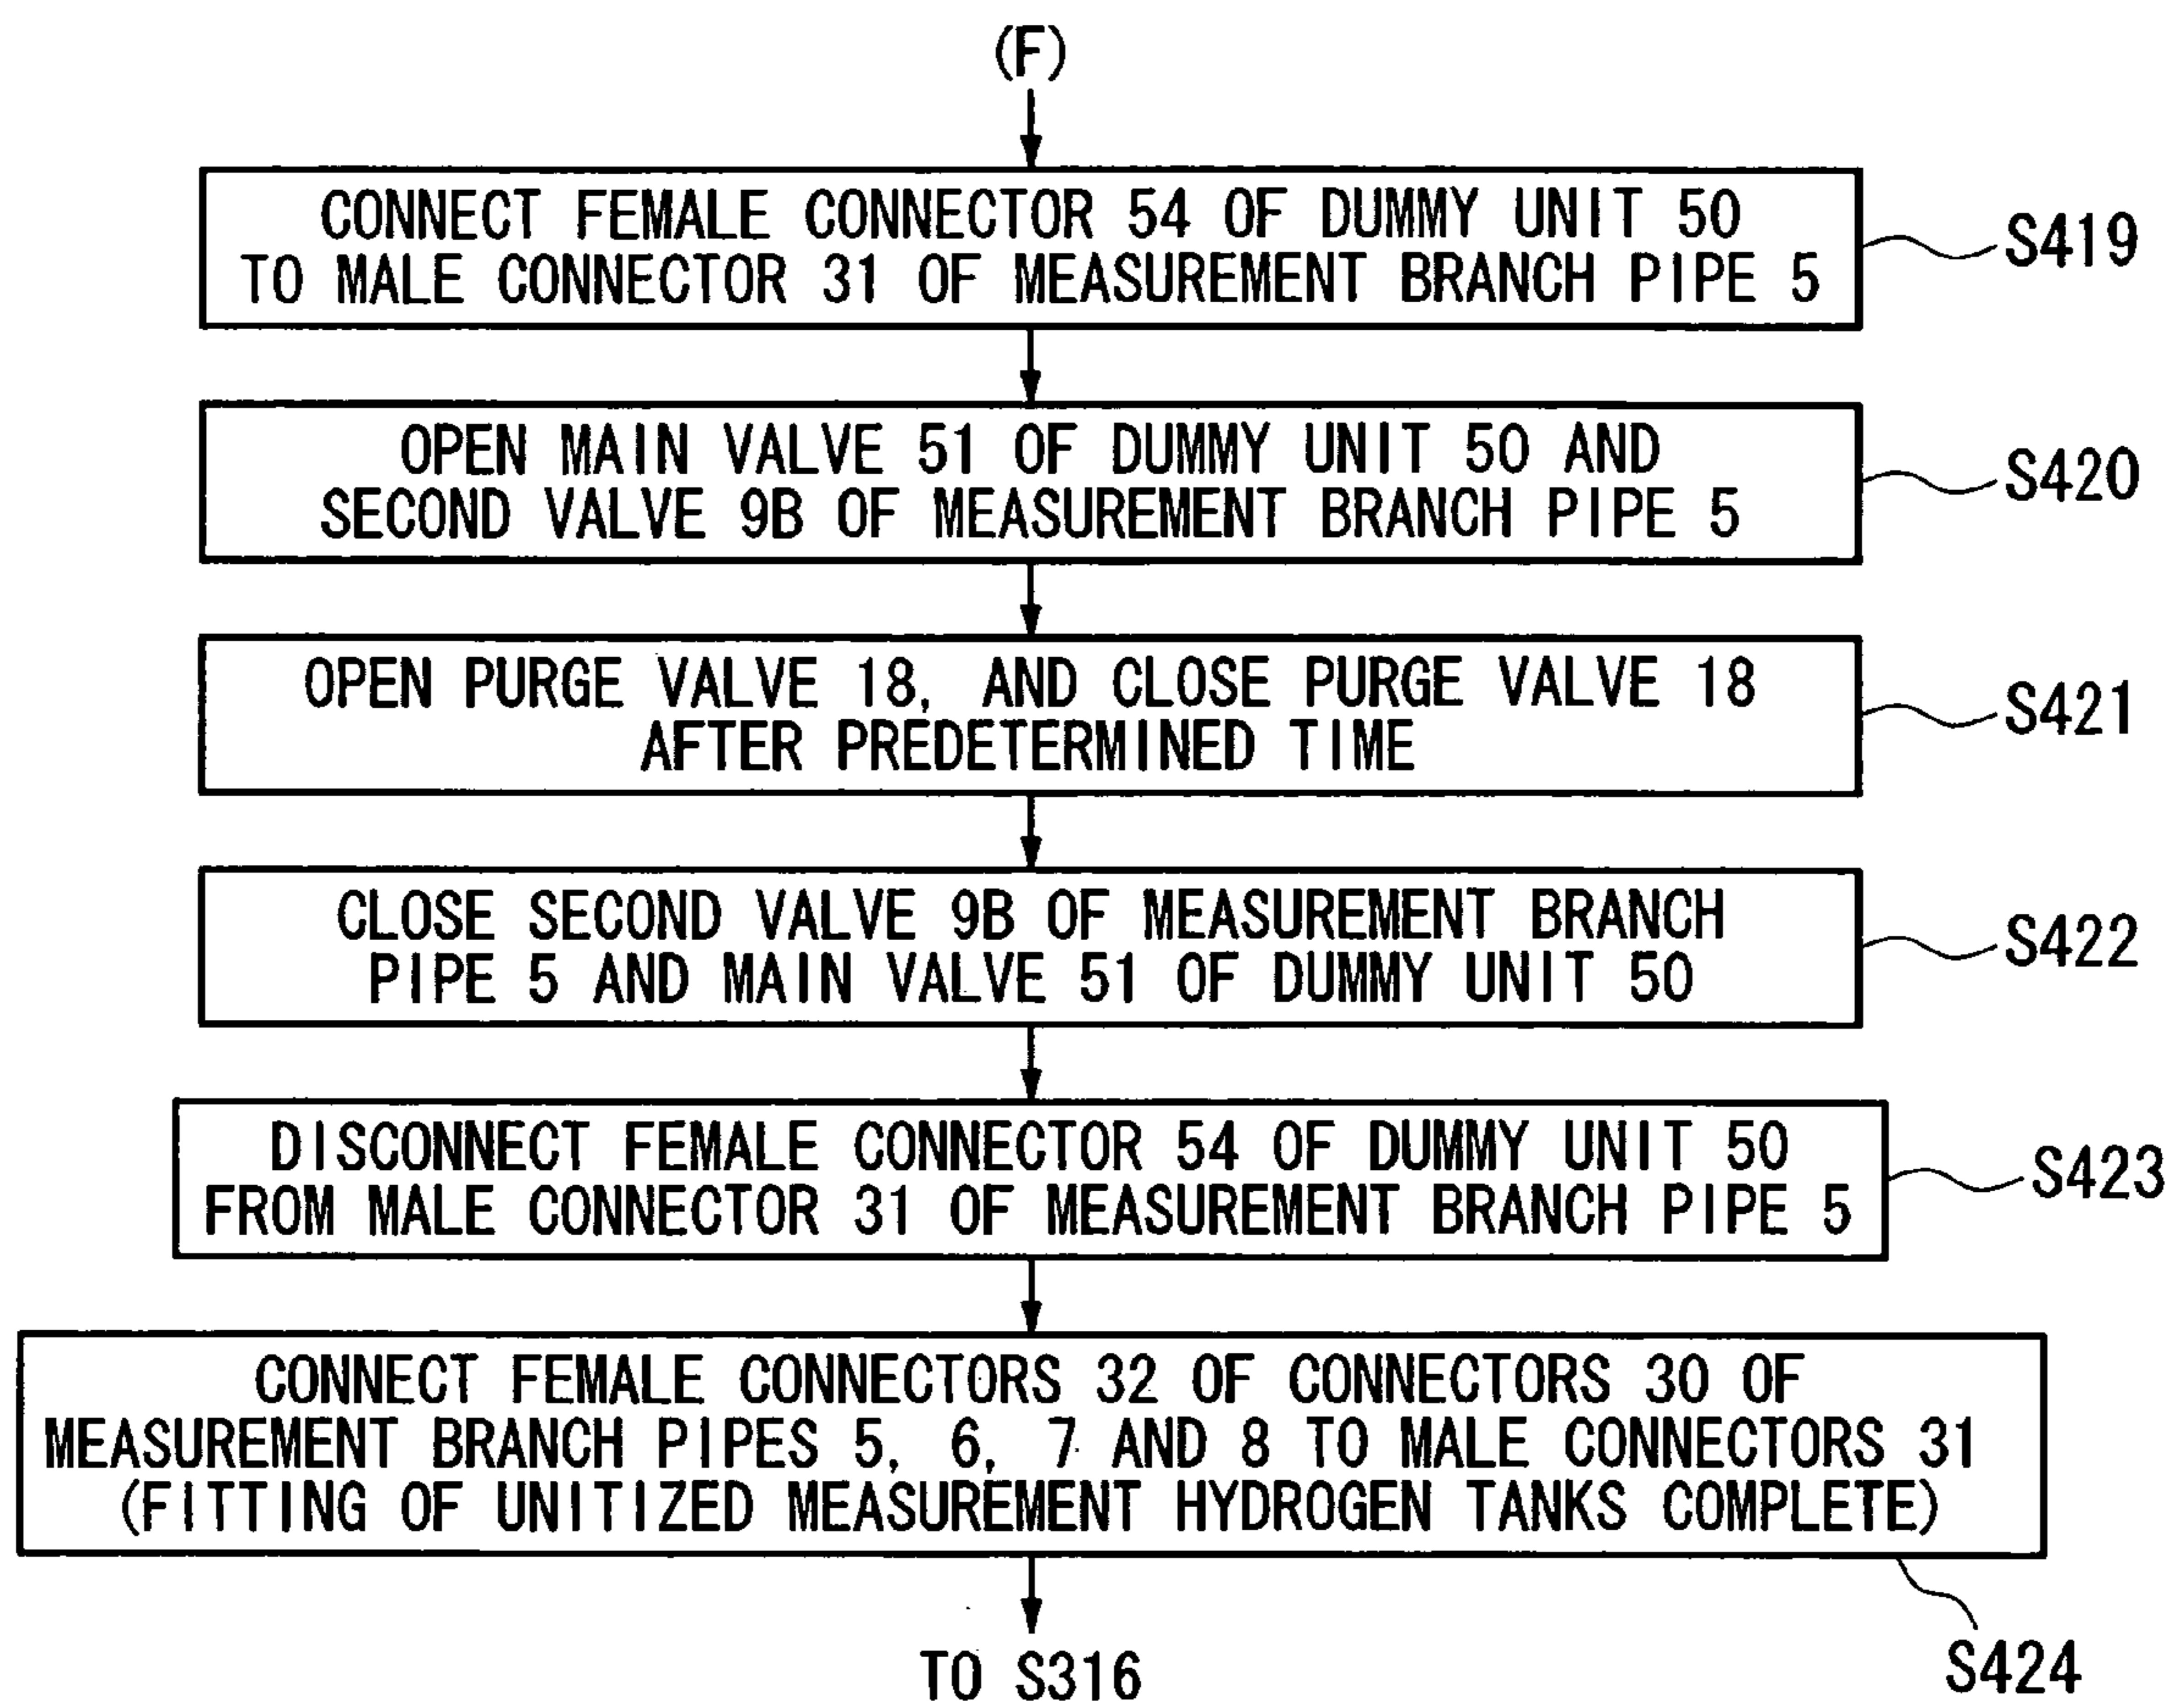 (F)
CONNECT FEMALE CONNECTOR 54 OF DUMMY UNIT 50
TO MALE CONNECTOR 31 OF MEASUREMENT BRANCH PIPE 5
S419
OPEN MAIN VALVE 51 OF DUMMY UNIT 50 AND
SECOND VALVE 9B OF MEASUREMENT BRANCH PIPE 5
S420
OPEN PURGE VALVE 18, AND CLOSE PURGE VALVE 18
AFTER PREDETERMINED TIME
S421
CLOSE SECOND VALVE 9B OF MEASUREMENT BRANCH
PIPE 5 AND MAIN VALVE 51 OF DUMMY UNIT 50
S422
DISCONNECT FEMALE CONNECTOR 54 OF DUMMY UNIT 50
FROM MALE CONNECTOR 31 OF MEASUREMENT BRANCH PIPE 5
S423
CONNECT FEMALE CONNECTORS 32 OF CONNECTORS 30 OF
MEASUREMENT BRANCH PIPES 5, 6, 7 AND 8 TO MALE CONNECTORS 31
(FITTING OF UNITIZED MEASUREMENT HYDROGEN TANKS COMPLETE)
S424
TO S316